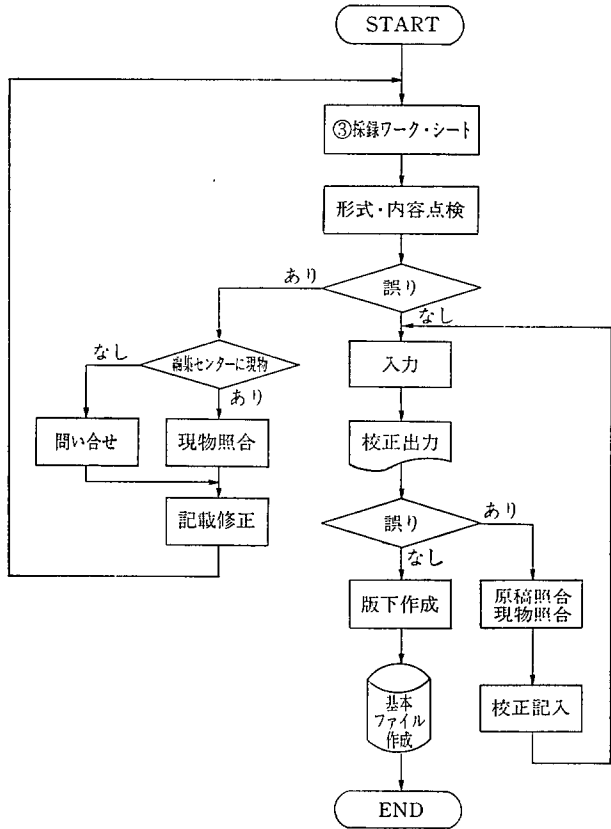 START
③採録ワーク・シート
形式・内容点検
誤り
あり
なし
編集センターに現物
なし
あり
入力
問い合せ
現物照合
校正出力
記載修正
誤り
あり
なし
版下作成
原稿照合
現物照合
基本
ファイル
作成
校正記入
END